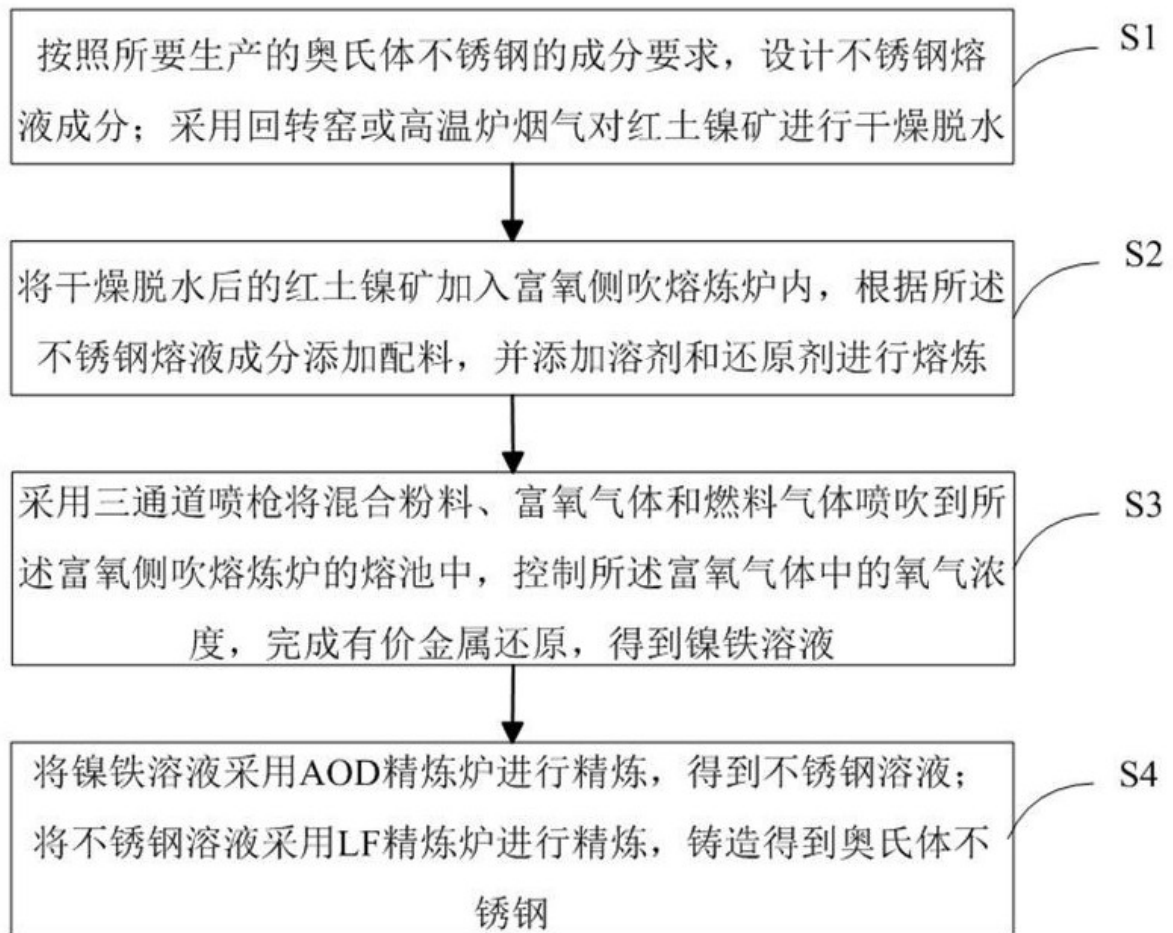 按照所要生产的奥氏体不锈钢的成分要求，设计不锈钢熔
液成分；采用回转窑或高温炉烟气对红土镍矿进行干燥脱水
S1
将干燥脱水后的红土镍矿加入富氧侧吹熔炼炉内，根据所述
不锈钢熔液成分添加配料，并添加溶剂和还原剂进行熔炼
S2
采用三通道喷枪将混合粉料、富氧气体和燃料气体喷吹到所
述富氧侧吹熔炼炉的熔池中，控制所述富氧气体中的氧气浓
度，完成有价金属还原，得到镍铁溶液
S3
将镍铁溶液采用AOD精炼炉进行精炼，得到不锈钢溶液；
将不锈钢溶液采用LF精炼炉进行精炼，铸造得到奥氏体不
锈钢
S4